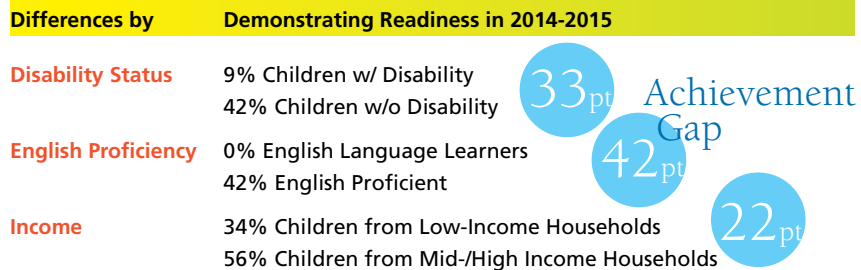 Differences by Demonstrating Readiness in 2014-2015
Disability Status 9% Children w/ Disability
42% Children w/o Disability
33pt
Achievement
Gap
English Proficiency 0% English Language Learners
42% English Proficient
42pt
Income 34% Children from Low-Income Households
56% Children from Mid-/High Income Households
22pt